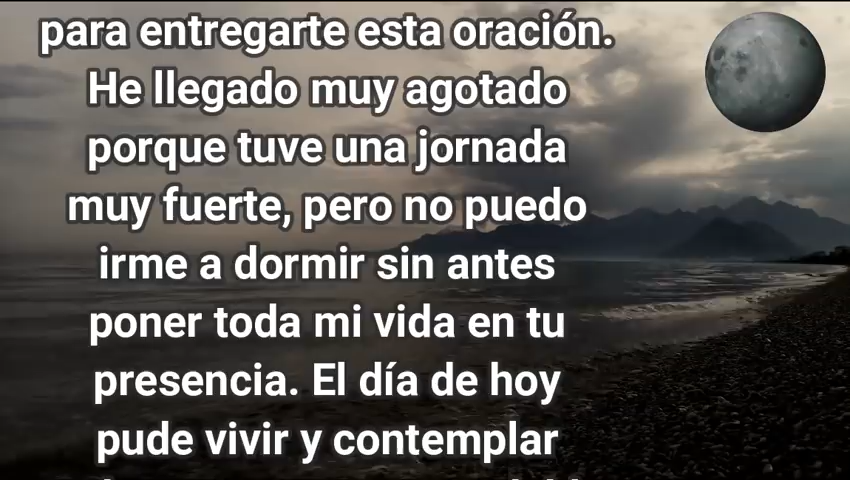 para entregarte esta oración.
He llegado muy agotado
porque tuve una jornada
muy fuerte, pero no puedo
irme a dormir sin antes
poner toda mi vida en tu
presencia. El día de hoy
pude vivir y contemplar